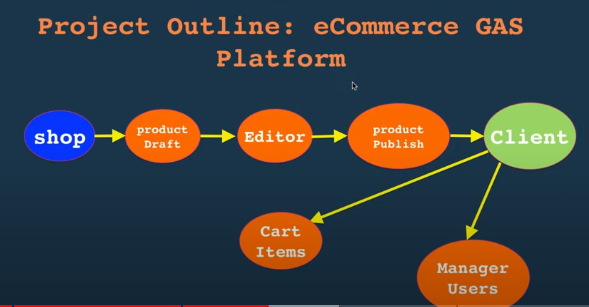 Project Outline: eCommerce GAS
Platform
shop
product
Draft
Editor
product
Publish
Client
Cart
Items
Manager
Users